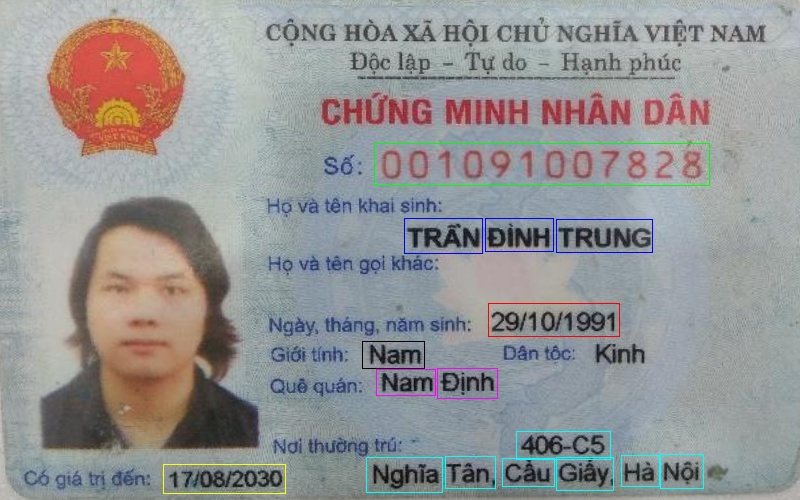 CỘNG HÒA XÃ HỘI CHỦ NGHĨA VIỆT NAM
Độc lập - Tự do - Hạnh phúc
CHỨNG MINH NHÂN DÂN
Số: 001091007828
Họ và tên khai sinh:
TRẦN ĐÌNH TRUNG
Họ và tên gọi khác:
Ngày, tháng, năm sinh: 29/10/1991
Giới tính: Nam Dân tộc: Kinh
Quê quán: Nam Định
Nơi thường trú: 406-C5
Có giá trị đến: 17/08/2030 Nghĩa Tân, Cầu Giấy, Hà Nội